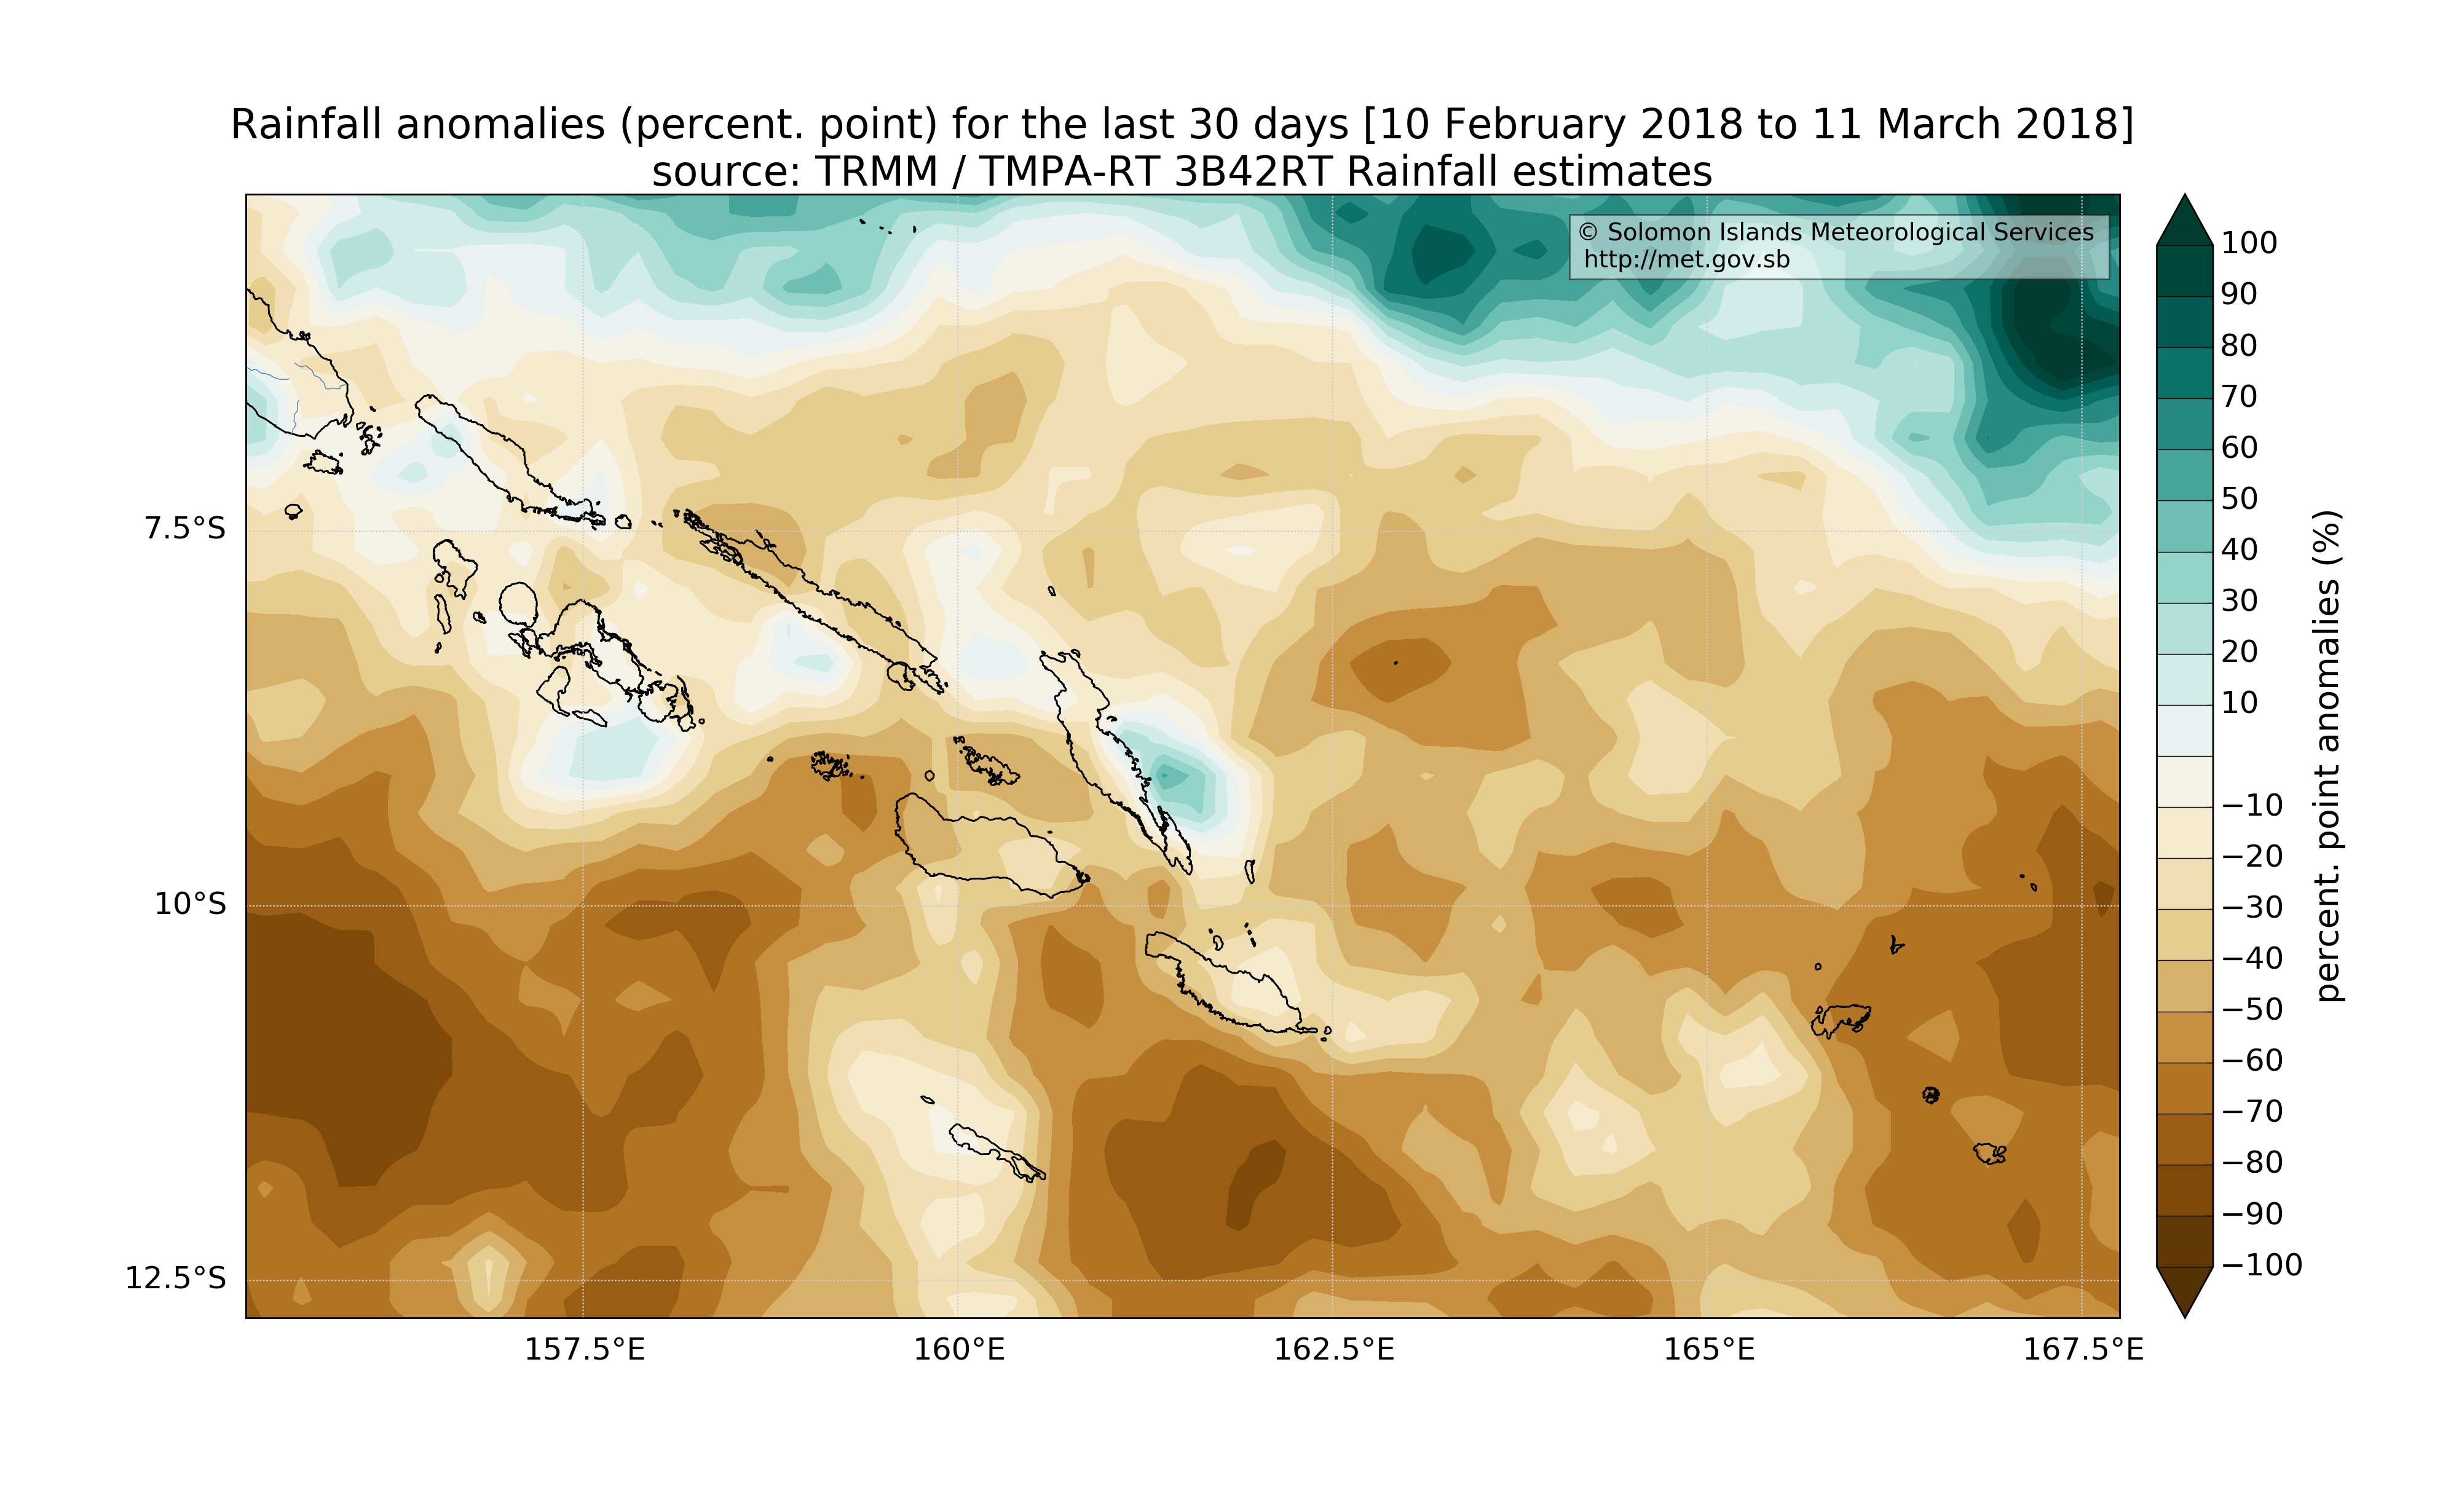 Rainfall anomalies (percent. point) for the last 30 days [10 February 2018 to 11 March 2018]
source: TRMM / TMPA-RT 3B42RT Rainfall estimates
© Solomon Islands Meteorological Services
http://met.gov.sb
7.5°S
10°S
12.5°S
157.5°E
160°E
162.5°E
165°E
167.5°E
100
90
80
70
60
50
40
30
20
10
−10
−20
−30
−40
−50
−60
−70
−80
−90
−100
percent. point anomalies (%)